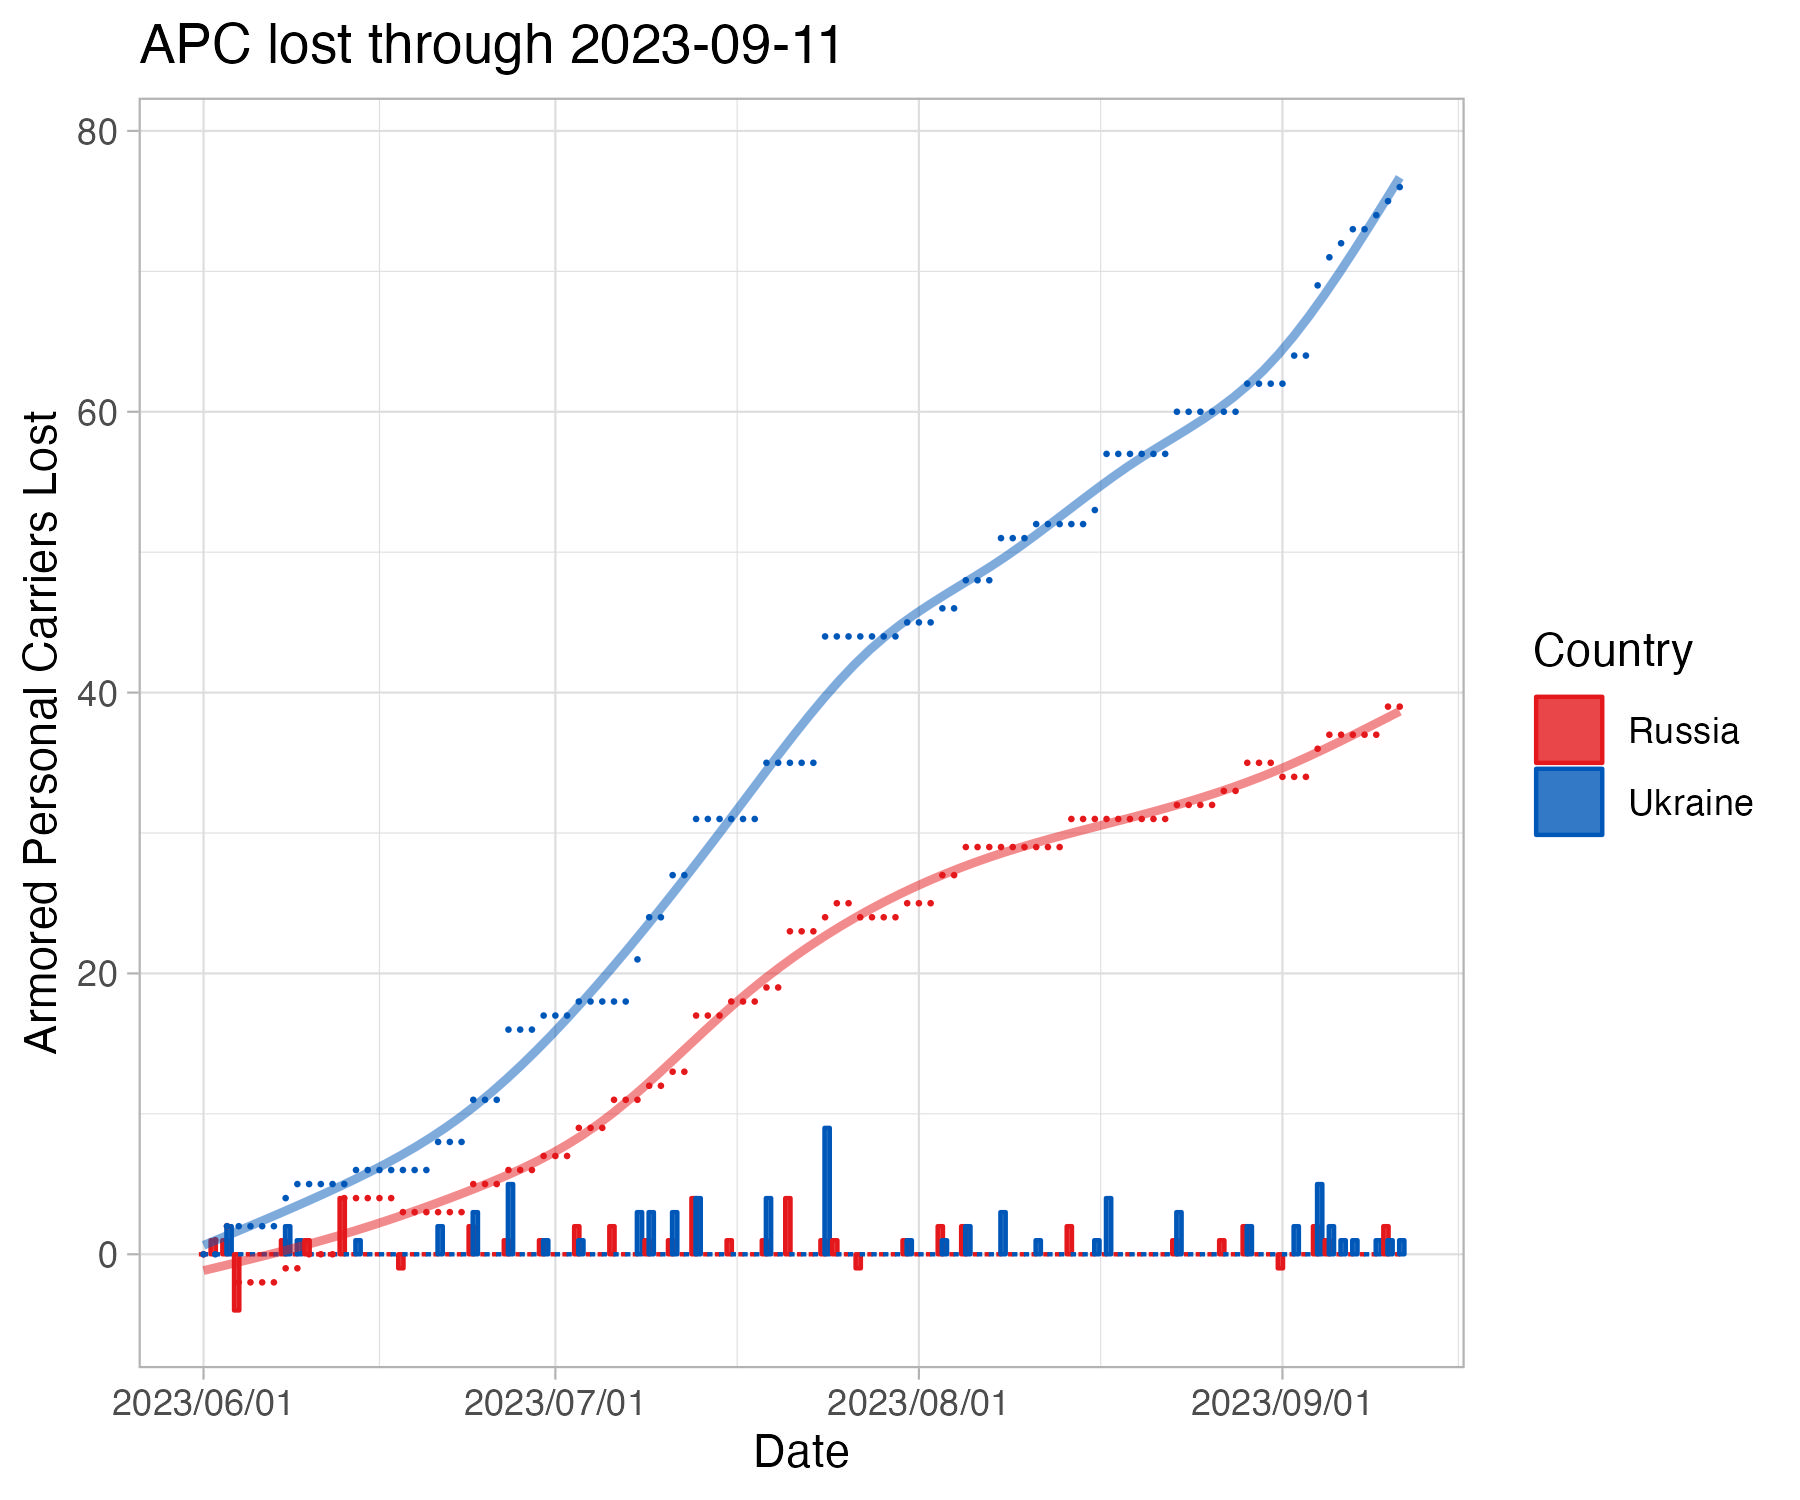 APC lost through 2023-09-11
Armored Personal Carriers Lost
80
60
40
20
0
2023/06/01
2023/07/01
2023/08/01
2023/09/01
Date
Country
Russia
Ukraine